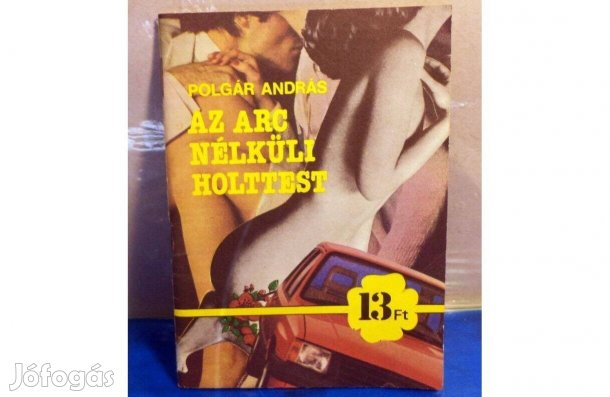 POLGÁR ANDRÁS
AZ ARC
NÉLKÜLI
HOLTTEST
13 Ft
Jófogás